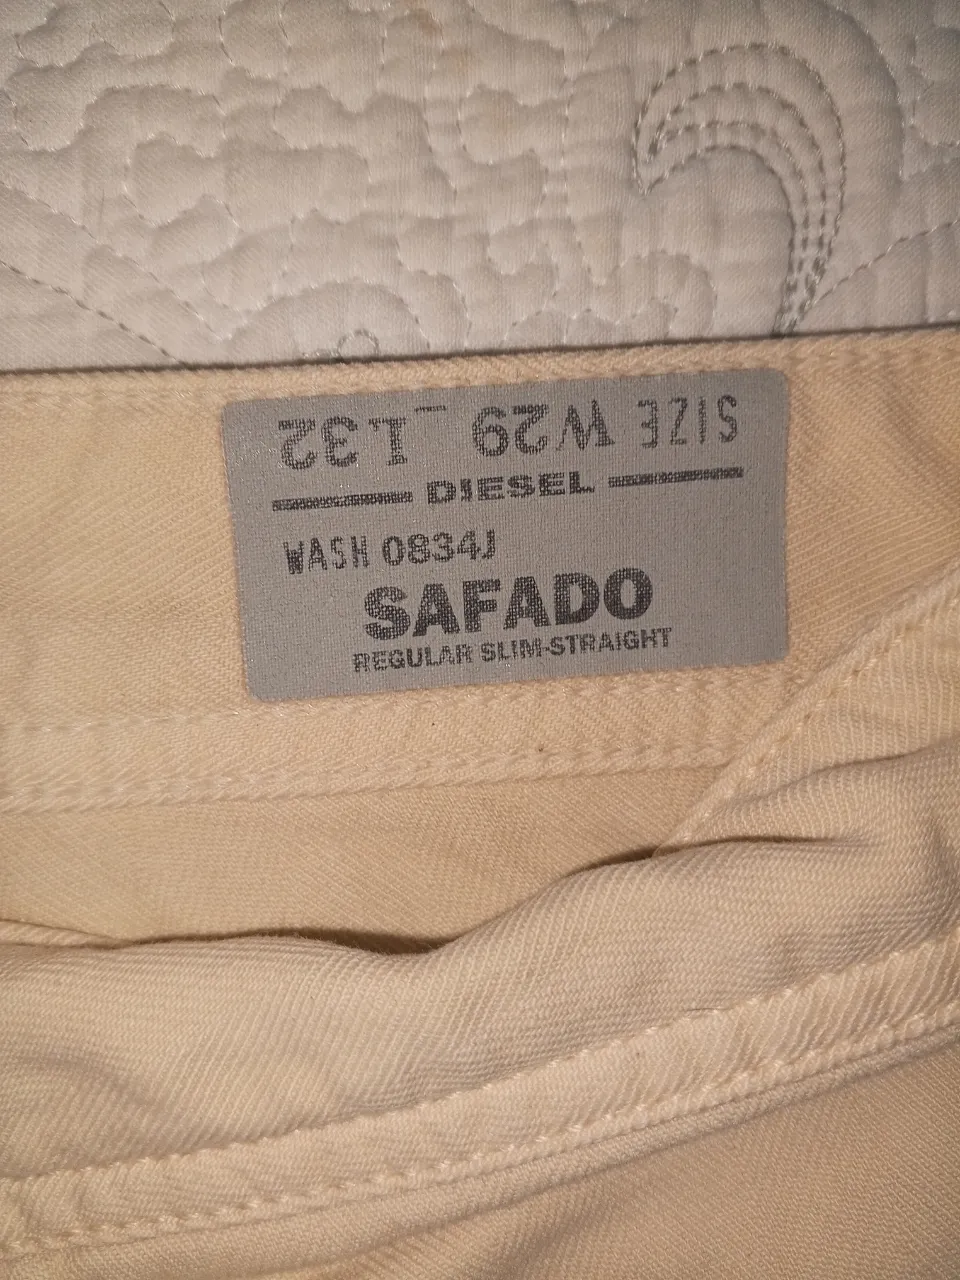 SIZE W29 L32
DIESEL
WASH 0834J
SAFADO
REGULAR SLIM-STRAIGHT